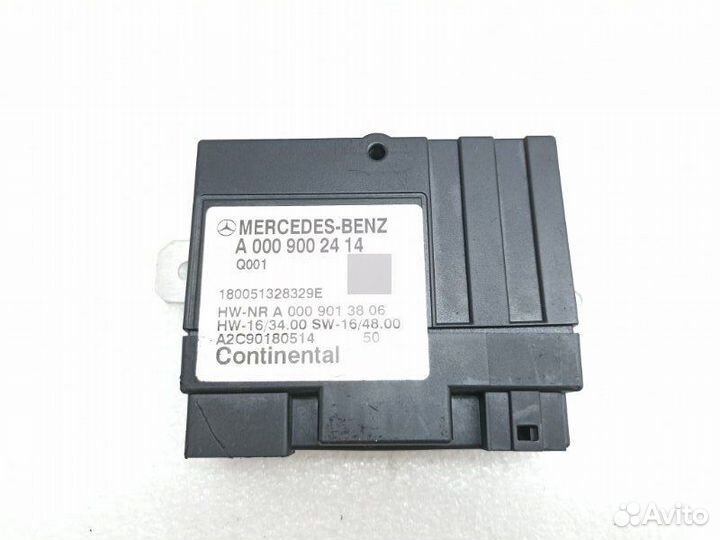 MERCEDES-BENZ
A 000 900 24 14
Q001
180051328329E
HW-NR A 000 901 38 06
HW-16/34.00 SW-16/48.00
A2C90180514 50
Continental
Avito